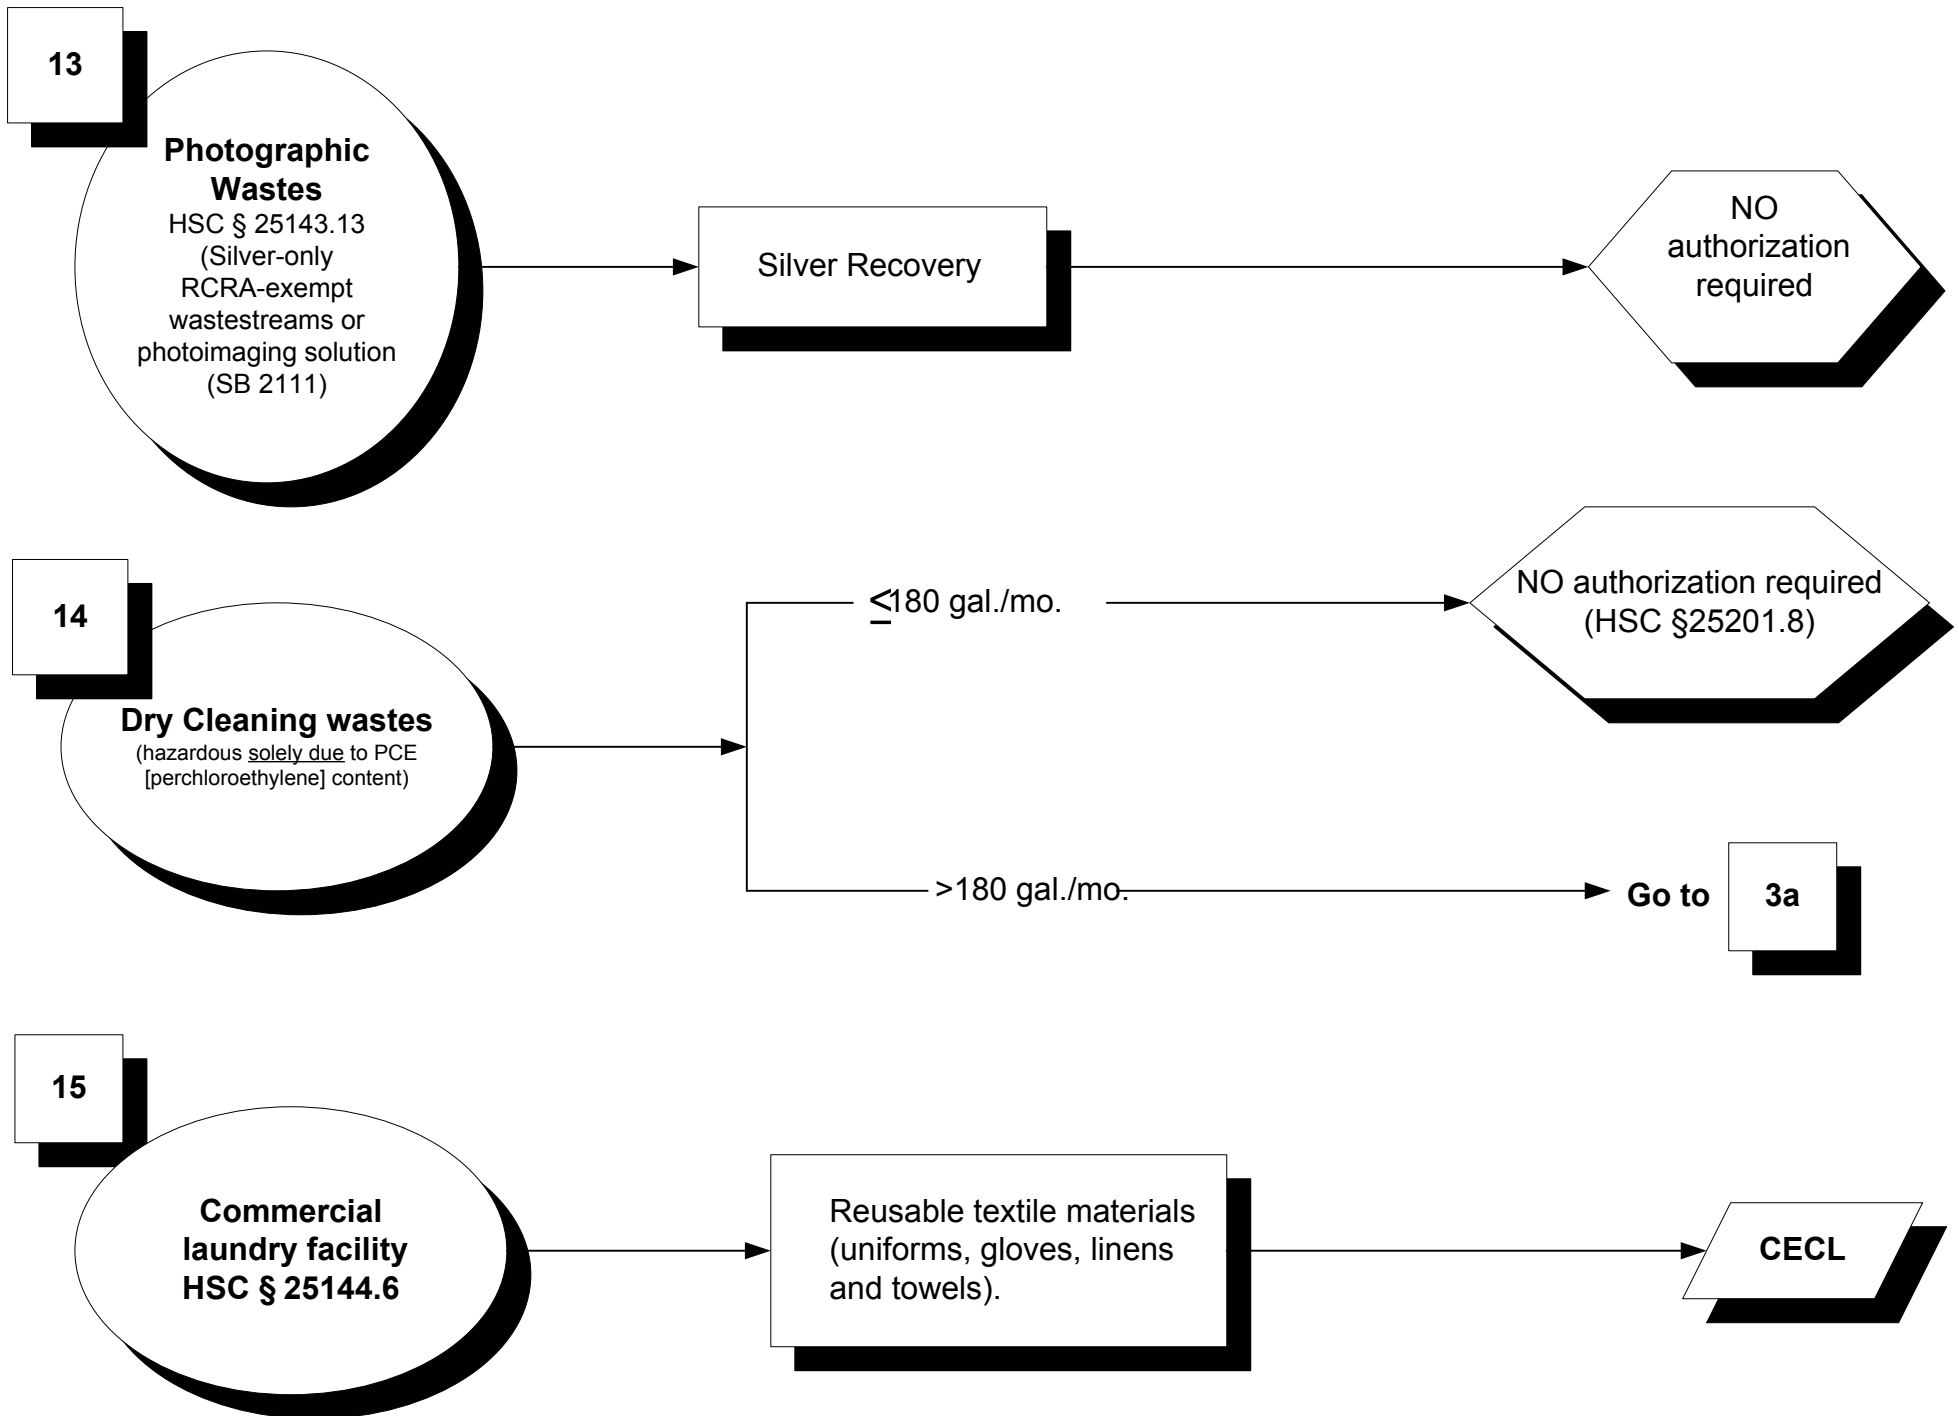 13
Photographic
Wastes
HSC § 25143.13
(Silver-only
RCRA-exempt
wastestreams or
photoimaging solution
(SB 2111)
Silver Recovery
NO
authorization
required
14
Dry Cleaning wastes
(hazardous solely due to PCE
[perchloroethylene] content)
≤180 gal./mo.
NO authorization required
(HSC §25201.8)
>180 gal./mo.
Go to
3a
15
Commercial
laundry facility
HSC § 25144.6
Reusable textile materials
(uniforms, gloves, linens
and towels).
CECL